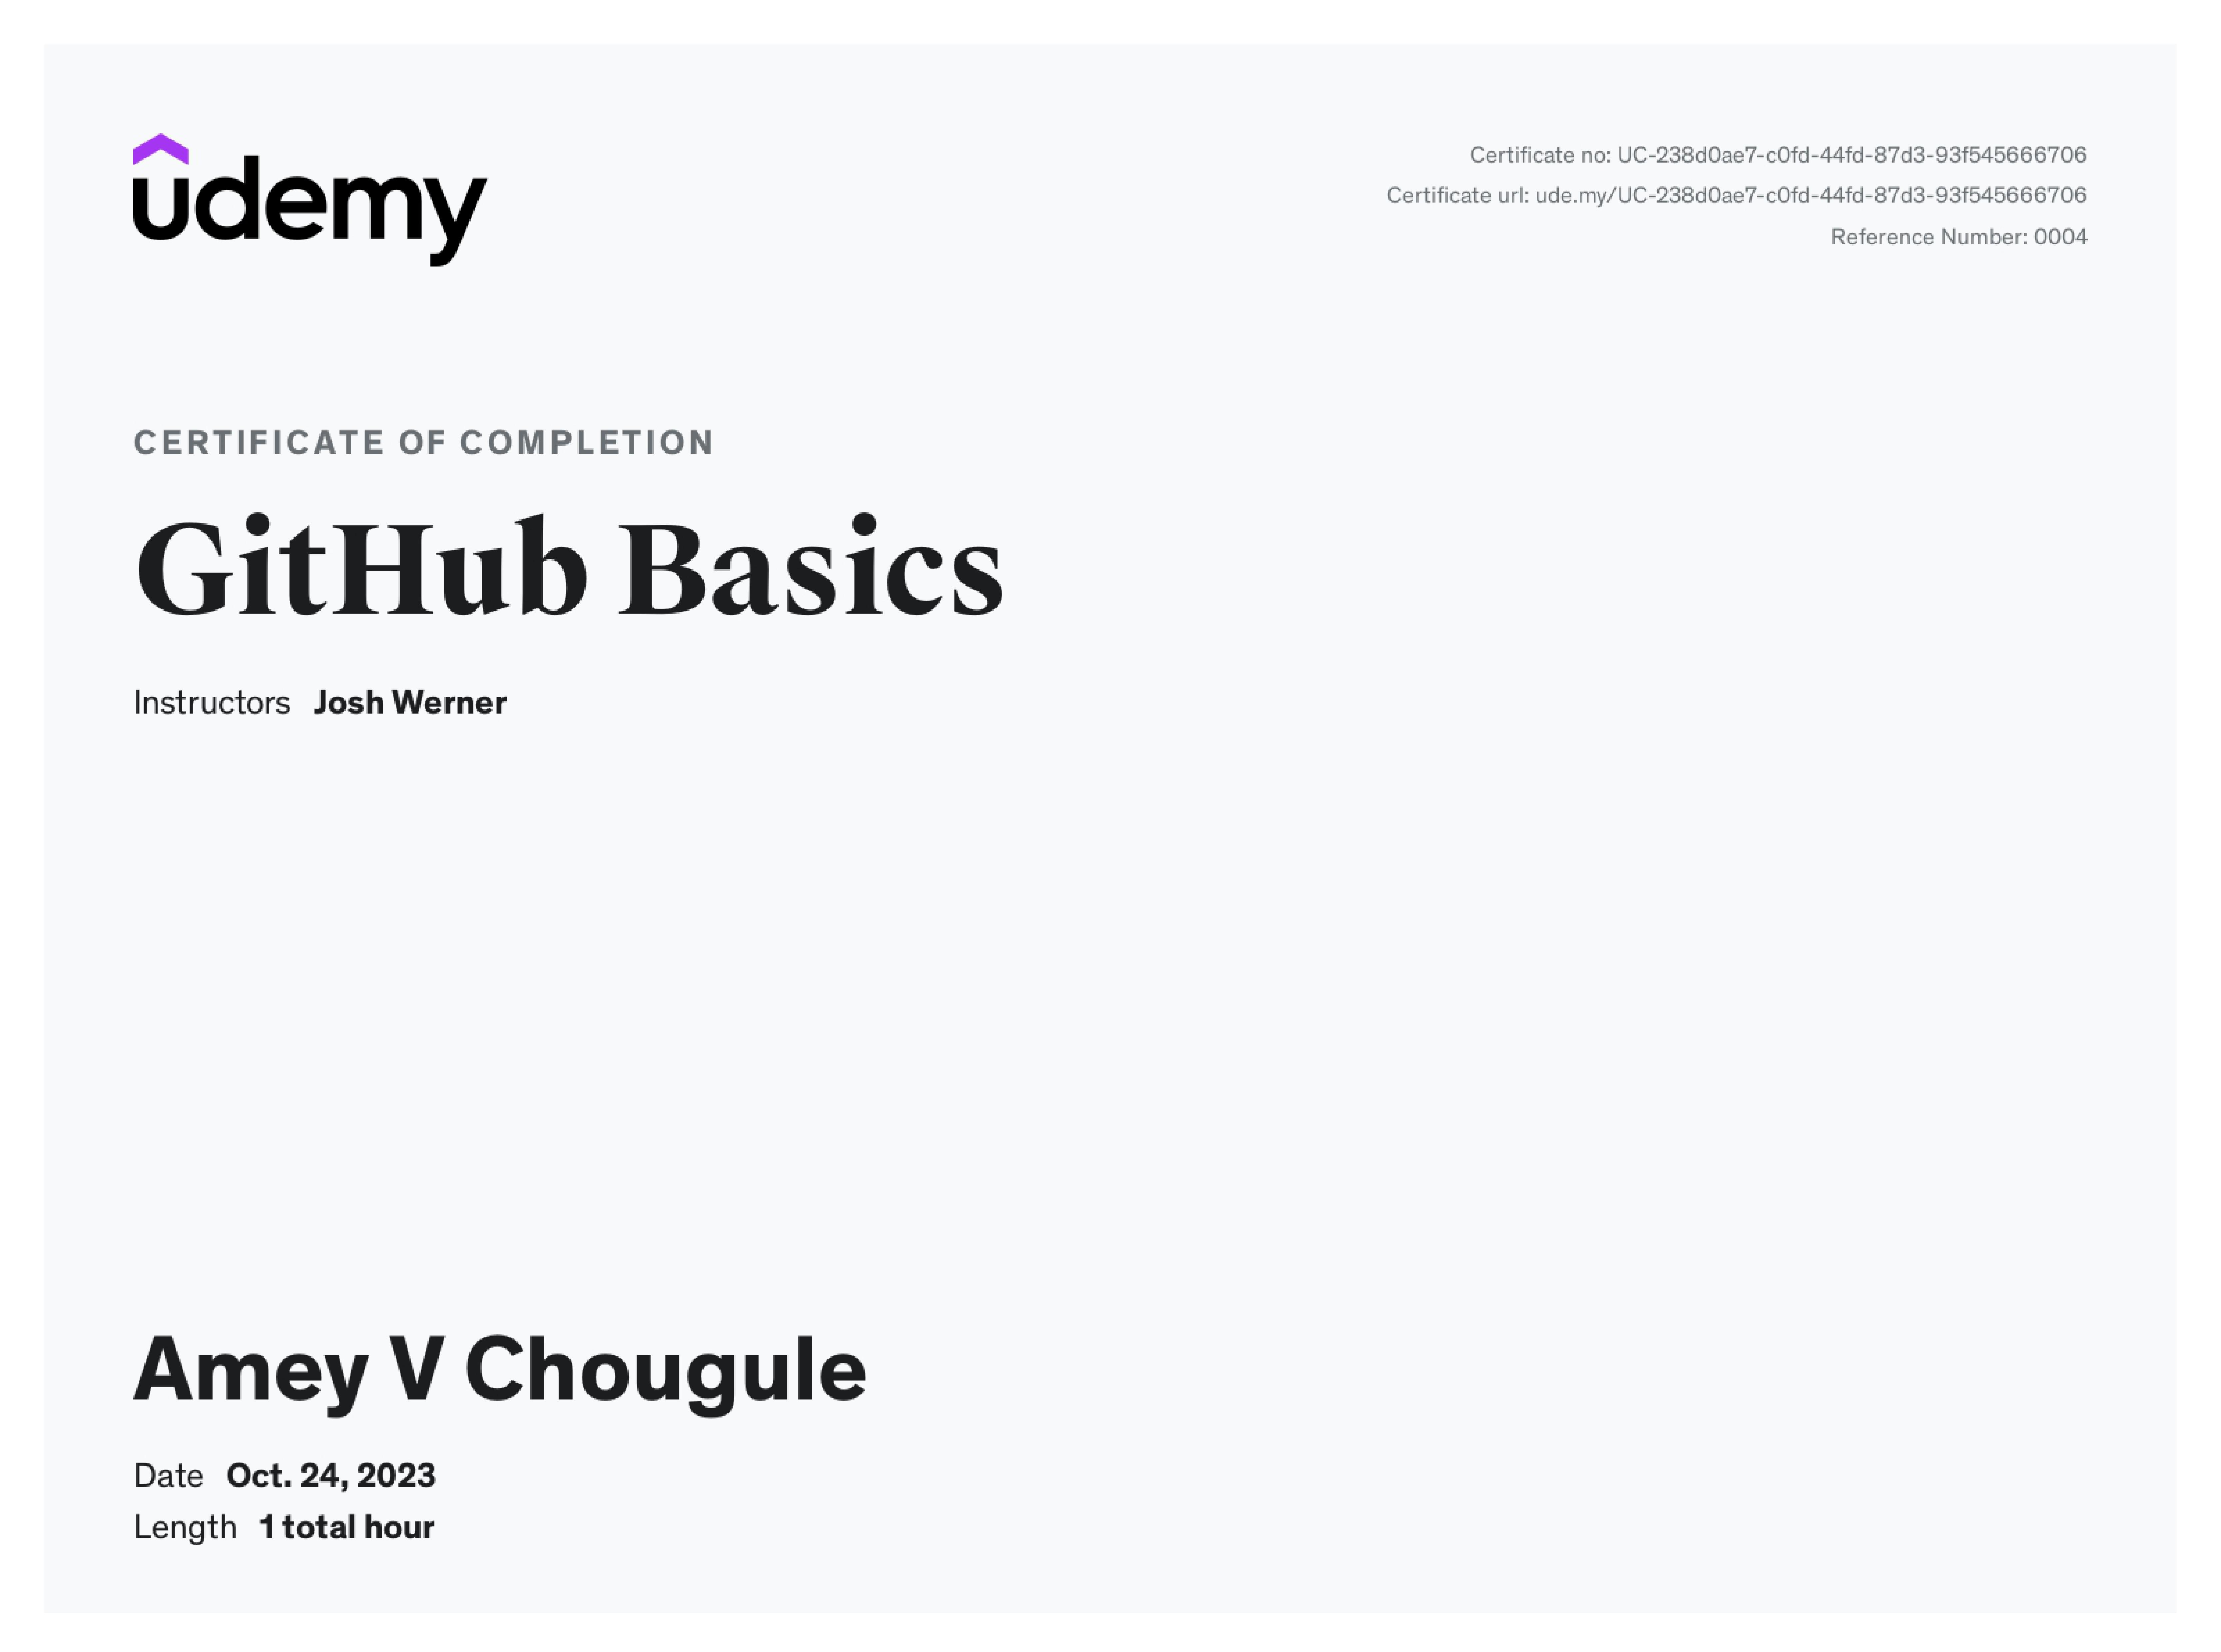 udemy
Certificate no: UC-238d0ae7-c0fd-44fd-87d3-93f545666706
Certificate url: ude.my/UC-238d0ae7-c0fd-44fd-87d3-93f545666706
Reference Number: 0004
CERTIFICATE OF COMPLETION
GitHub Basics
Instructors Josh Werner
Amey V Chougule
Date Oct. 24, 2023
Length 1 total hour